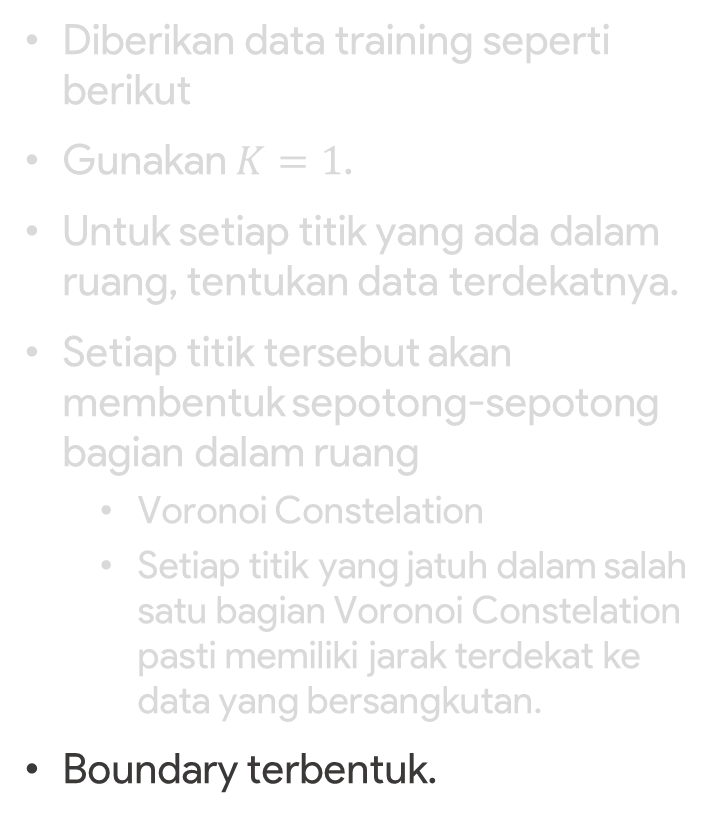 • Diberikan data training seperti
berikut
• Gunakan K = 1.
• Untuk setiap titik yang ada dalam
ruang, tentukan data terdekatnya.
• Setiap titik tersebut akan
membentuk sepotong-sepotong
bagian dalam ruang
• Voronoi Constelation
• Setiap titik yang jatuh dalam salah
satu bagian Voronoi Constelation
pasti memiliki jarak terdekat ke
data yang bersangkutan.
• Boundary terbentuk.